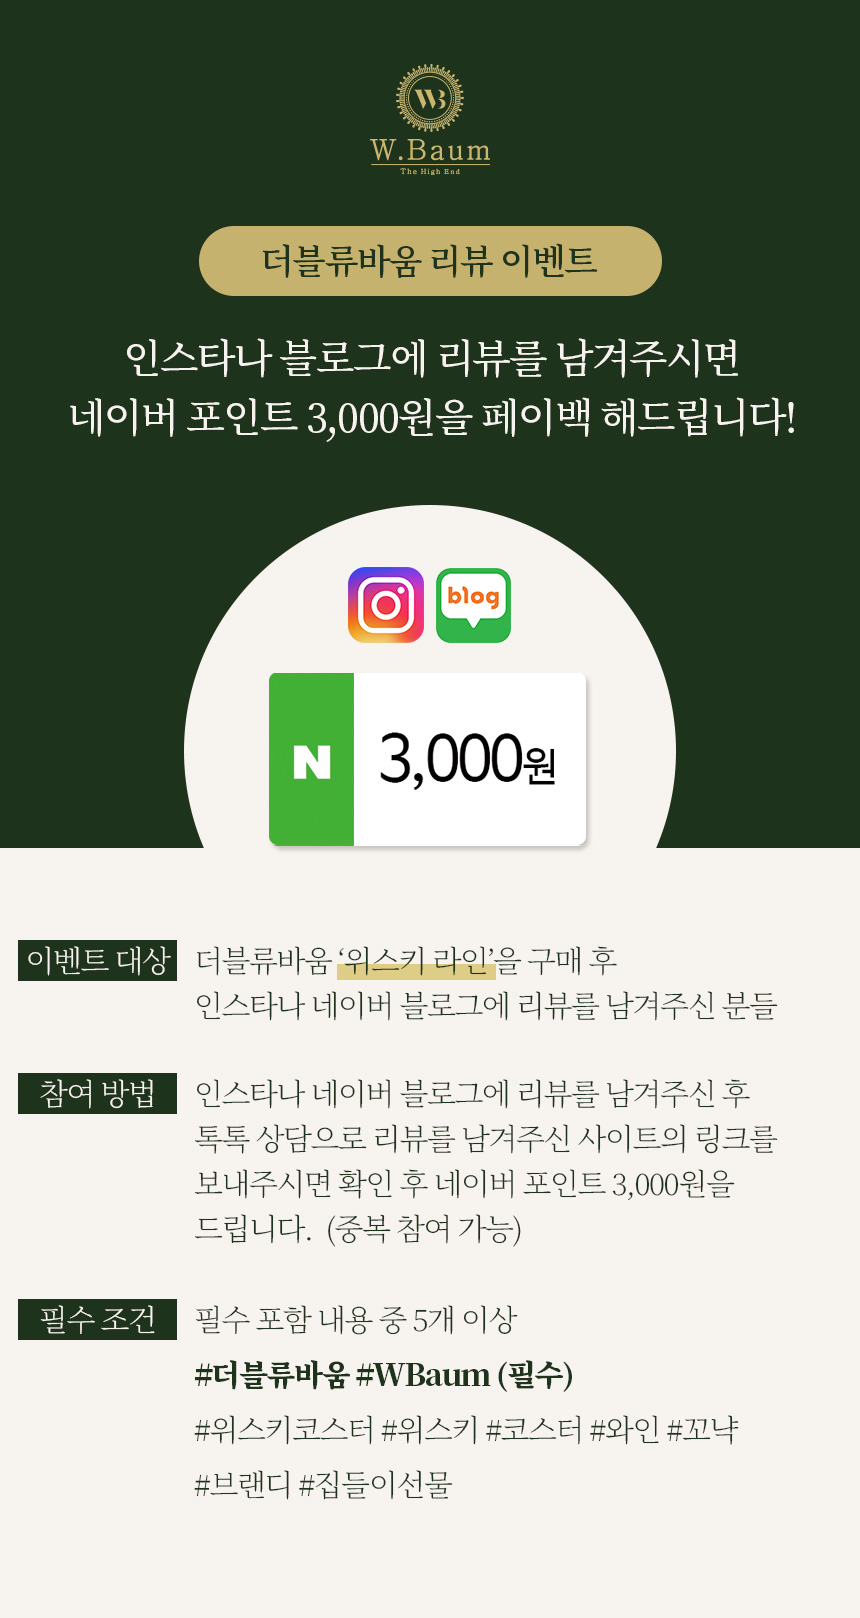 WB
W.Baum
The High End
더블류바움 리뷰 이벤트
인스타나 블로그에 리뷰를 남겨주시면
네이버 포인트 3,000원을 페이백 해드립니다!
blog
N 3,000원
이벤트 대상 더블류바움 ‘위스키 라인’을 구매 후
인스타나 네이버 블로그에 리뷰를 남겨주신 분들
참여 방법 인스타나 네이버 블로그에 리뷰를 남겨주신 후
톡톡 상담으로 리뷰를 남겨주신 사이트의 링크를
보내주시면 확인 후 네이버 포인트 3,000원을
드립니다. (중복 참여 가능)
필수 조건 필수 포함 내용 중 5개 이상
#더블류바움 #WBaum (필수)
#위스키코스터 #위스키 #코스터 #와인 #꼬냑
#브랜디 #집들이선물